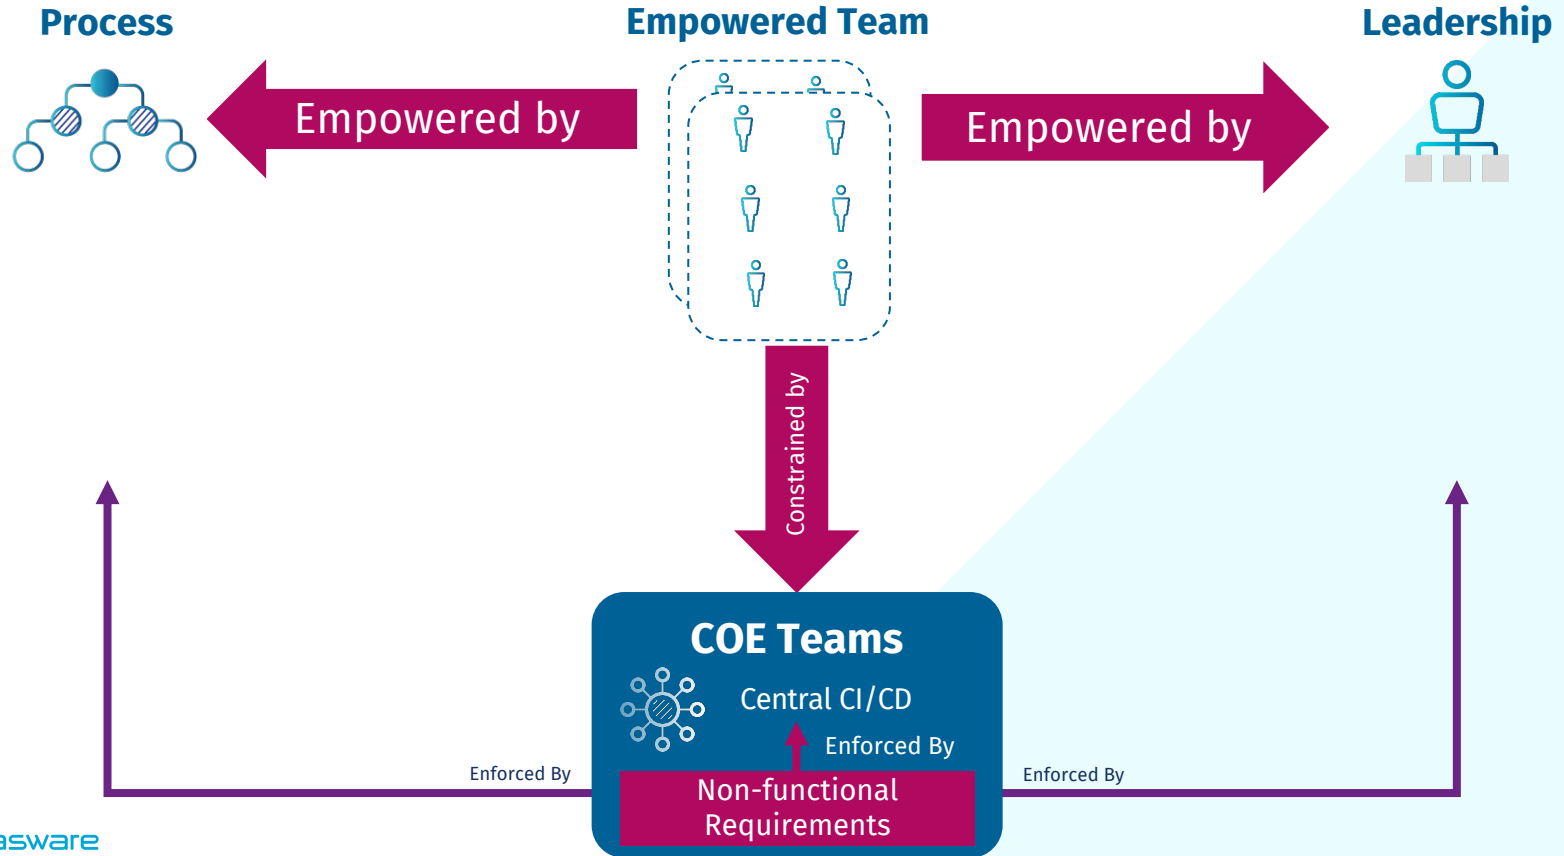 Process
Empowered Team
Leadership
Empowered by
Empowered by
Constrained by
COE Teams
Central CI/CD
Enforced By
Enforced By
Non-functional
Requirements
Enforced By
asware